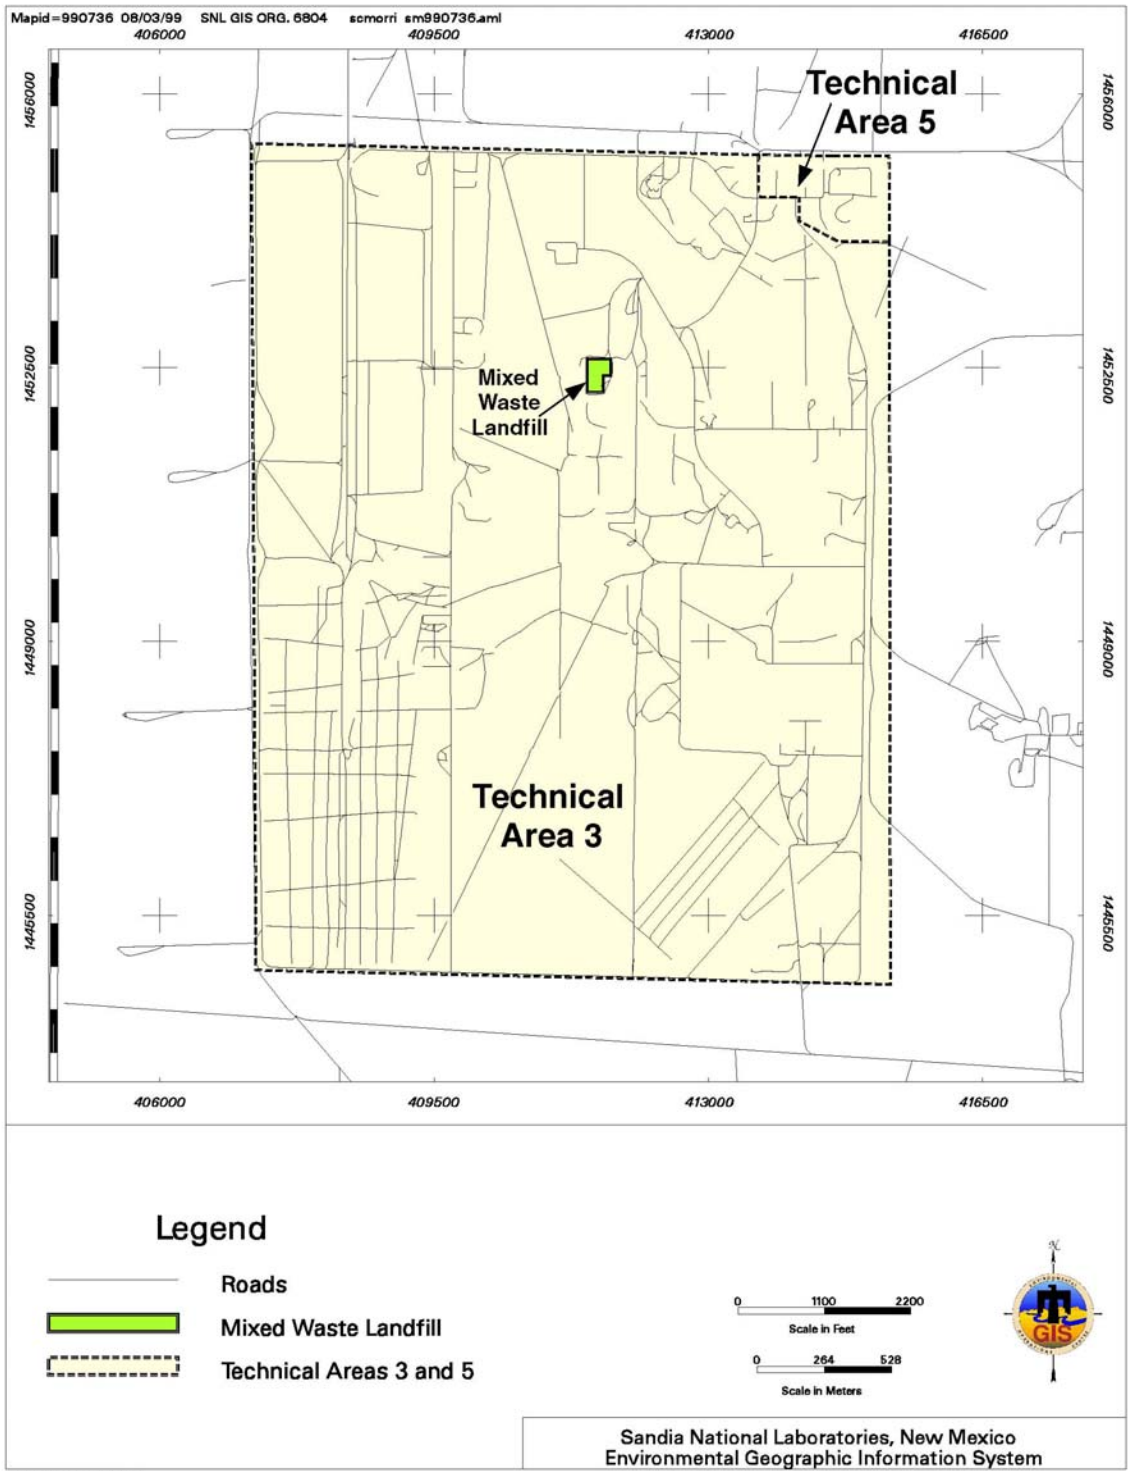 Mapid=990736 08/03/99 SNL GIS ORG. 6804 scmorri sm990736.aml
406000 409500 413000 416500
1456000
1452500
1449000
1445500
Technical
Area 5
Mixed
Waste
Landfill
Technical
Area 3
1456000
1452500
1449000
1445500
406000 409500 413000 416500
Legend
Roads
Mixed Waste Landfill
Technical Areas 3 and 5
0 1100 2200
Scale in Feet
0 264 528
Scale in Meters
N
ENVIRONMENTAL
GIS
OPERATIONS CENTER
Sandia National Laboratories, New Mexico
Environmental Geographic Information System